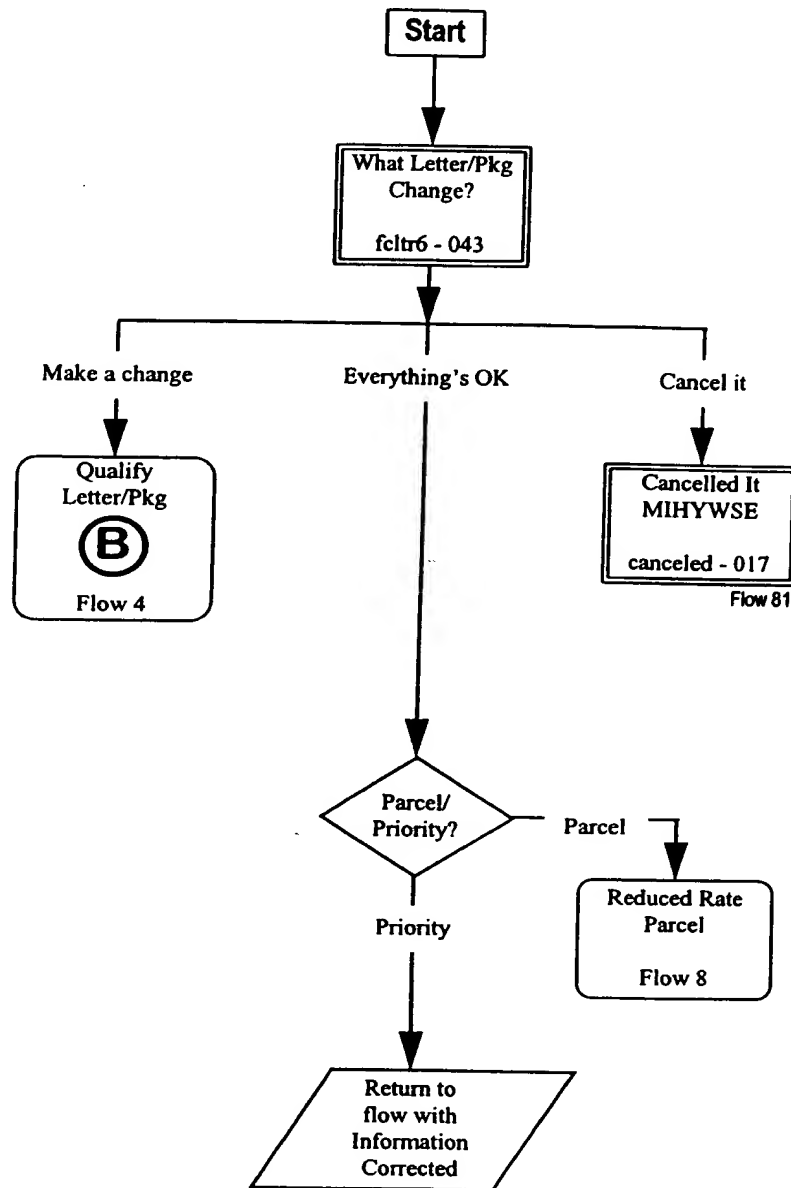 Start
What Letter/Pkg
Change?
fcltr6 - 043
Make a change
Everything's OK
Cancel it
Qualify
Letter/Pkg
B
Flow 4
Cancelled It
MIHYWSE
canceled - 017
Flow 81
Parcel/
Priority?
Parcel
Reduced Rate
Parcel
Flow 8
Priority
Return to
flow with
Information
Corrected